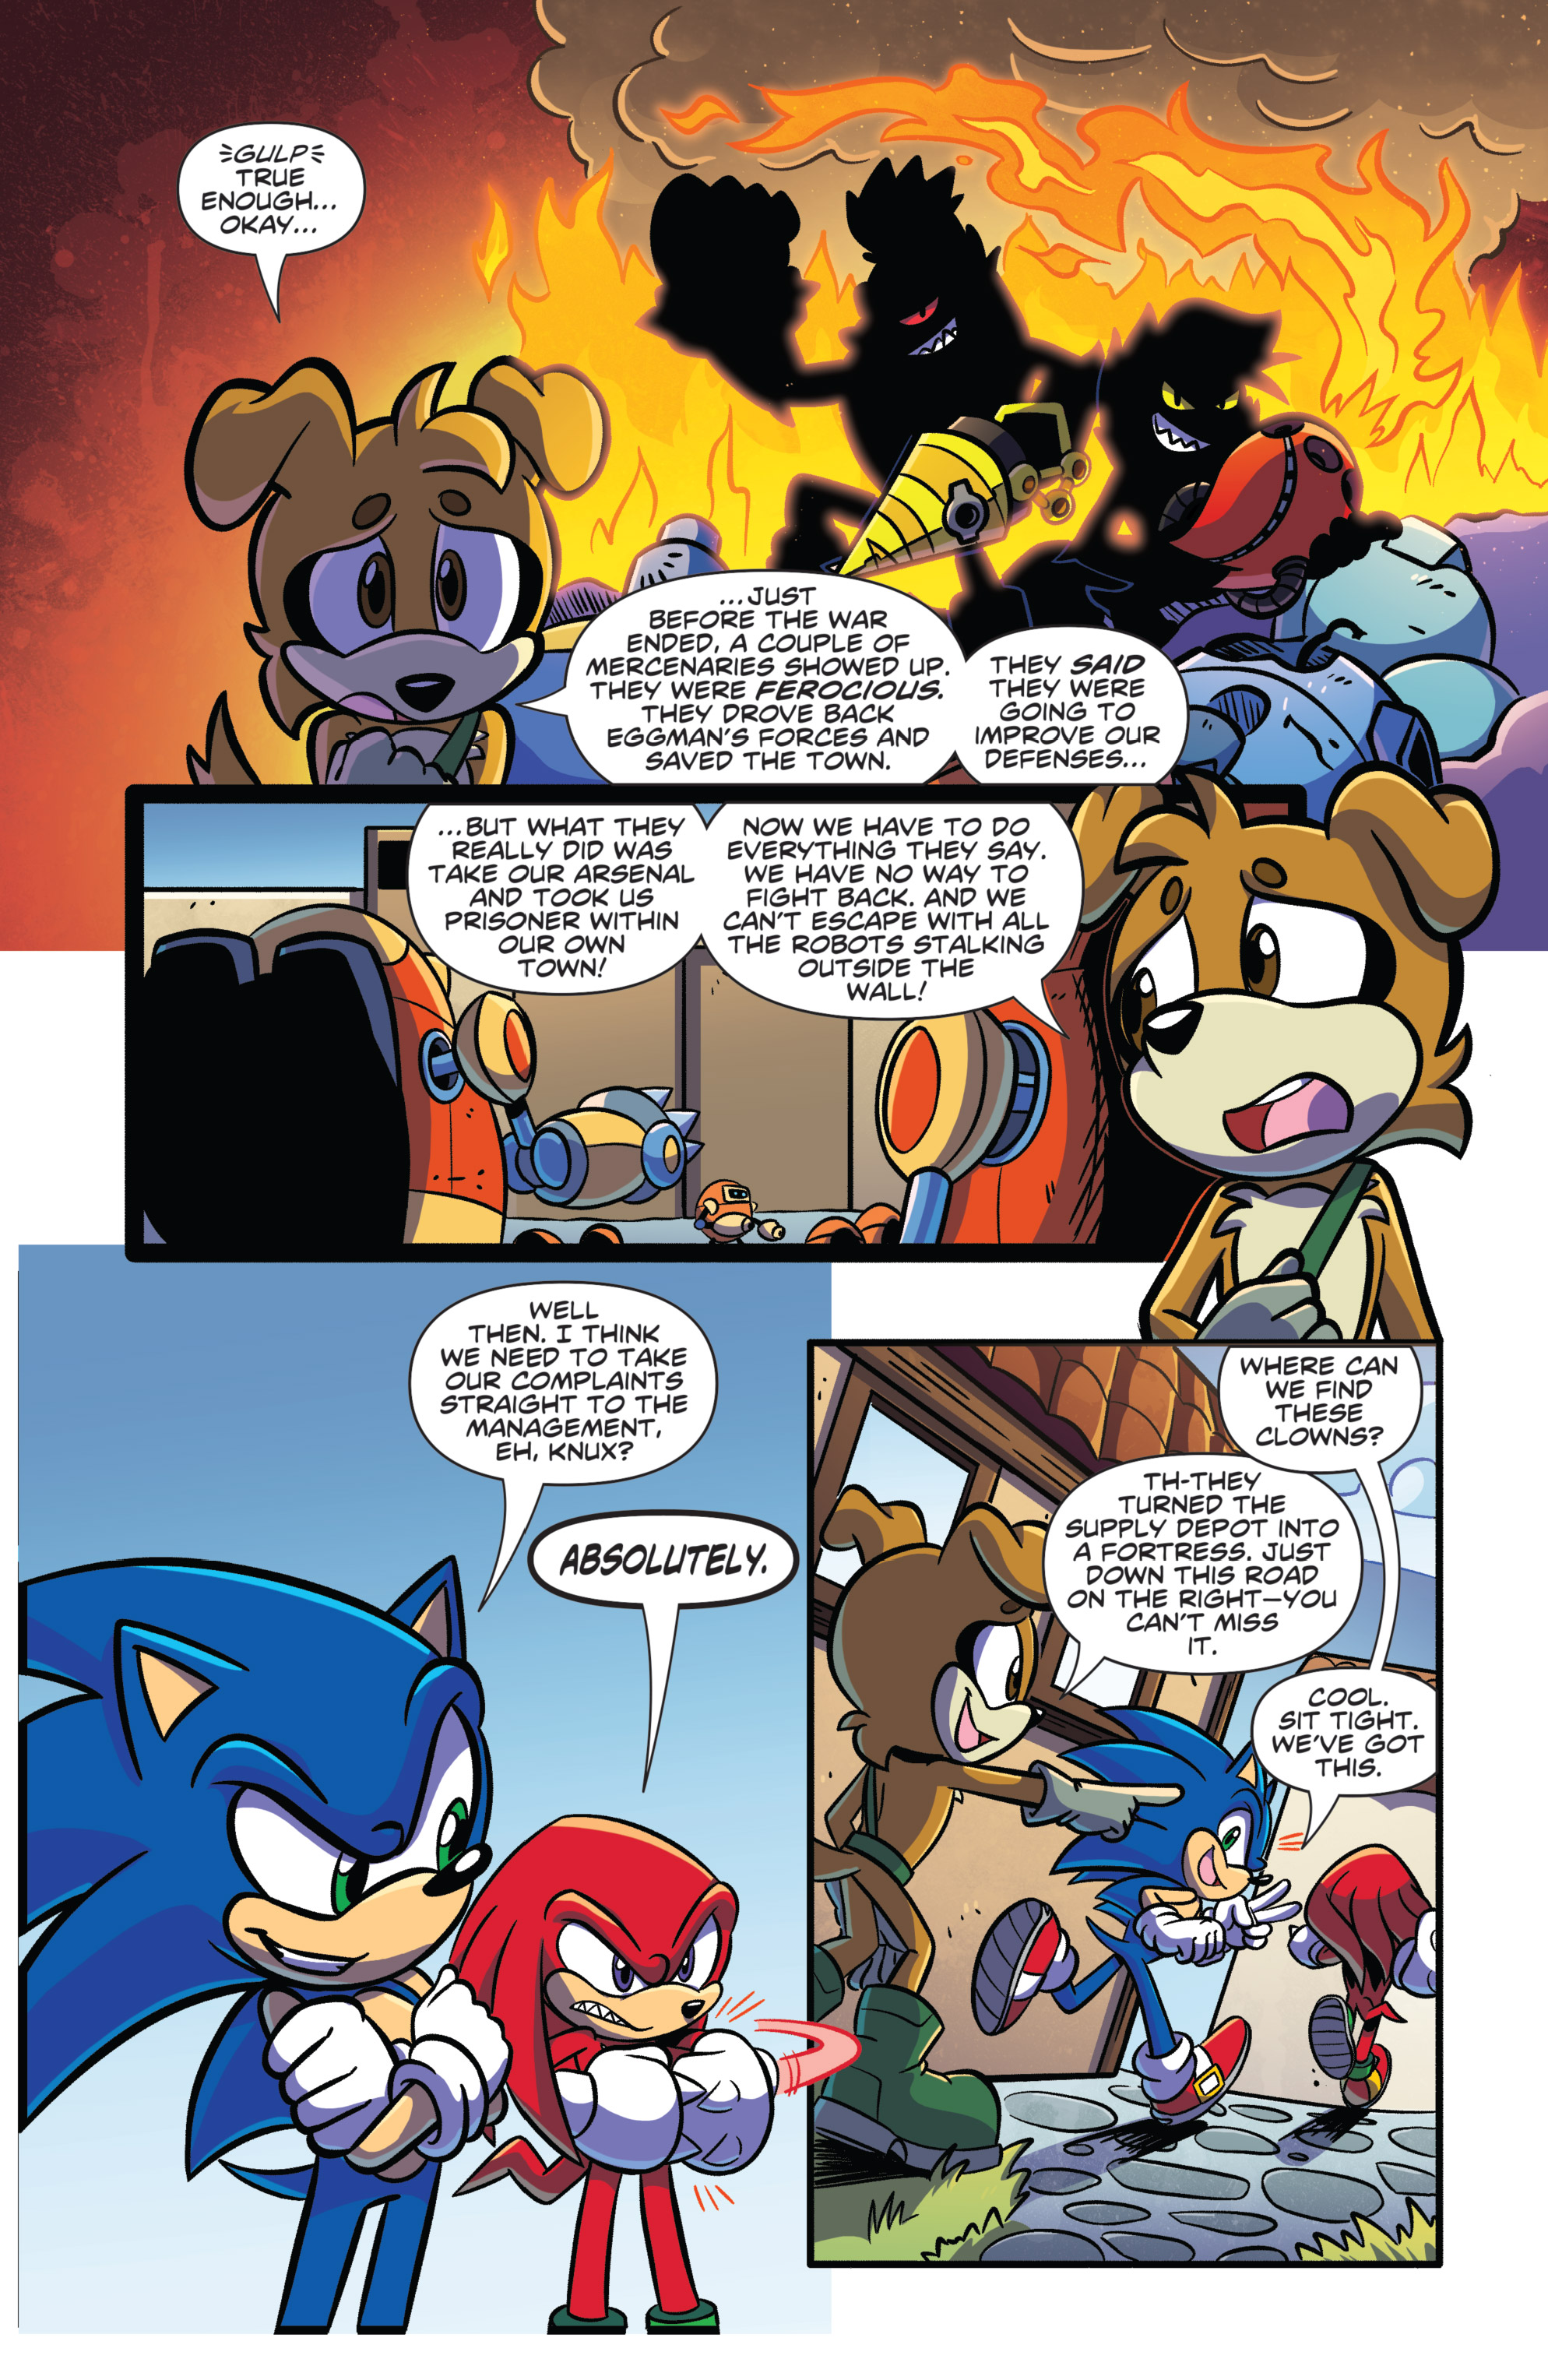 GULP
TRUE
ENOUGH...
OKAY...
...JUST
BEFORE THE WAR
ENDED, A COUPLE OF
MERCENARIES SHOWED UP.
THEY WERE FEROCIOUS.
THEY DROVE BACK
EGGMAN'S FORCES AND
SAVED THE TOWN.
THEY SAID
THEY WERE
GOING TO
IMPROVE OUR
DEFENSES...
...BUT WHAT THEY
REALLY DID WAS
TAKE OUR ARSENAL
AND TOOK US
PRISONER WITHIN
OUR OWN
TOWN!
NOW WE HAVE TO DO
EVERYTHING THEY SAY.
WE HAVE NO WAY TO
FIGHT BACK. AND WE
CAN'T ESCAPE WITH ALL
THE ROBOTS STALKING
OUTSIDE THE
WALL!
WELL
THEN. I THINK
WE NEED TO TAKE
OUR COMPLAINTS
STRAIGHT TO THE
MANAGEMENT,
EH, KNUX?
ABSOLUTELY.
WHERE CAN
WE FIND
THESE
CLOWNS?
TH-THEY
TURNED THE
SUPPLY DEPOT INTO
A FORTRESS. JUST
DOWN THIS ROAD
ON THE RIGHT—YOU
CAN'T MISS
IT.
COOL.
SIT TIGHT.
WE'VE GOT
THIS.